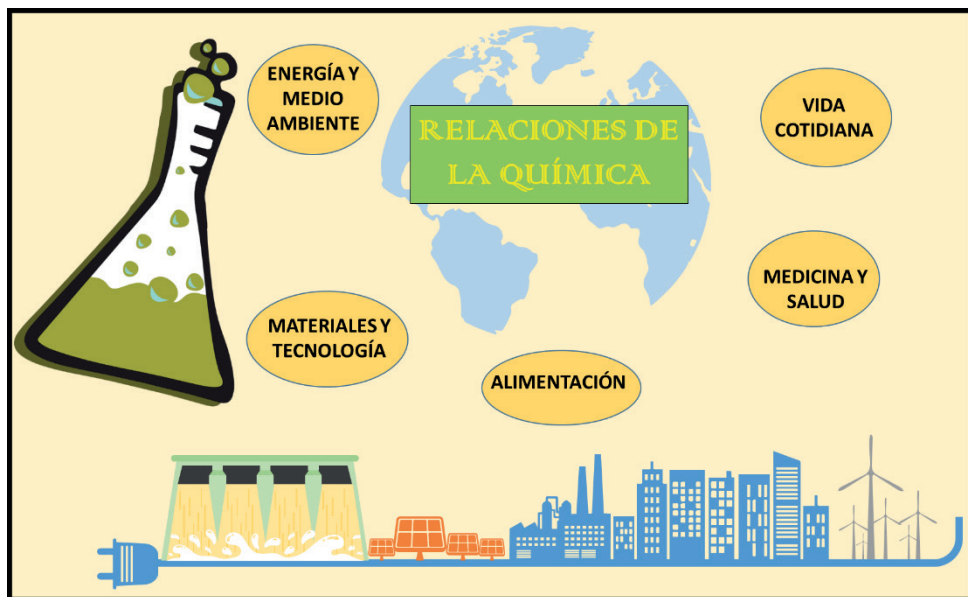 RELACIONES DE
LA QUÍMICA
ENERGÍA Y
MEDIO
AMBIENTE
VIDA
COTIDIANA
MEDICINA Y
SALUD
MATERIALES Y
TECNOLOGÍA
ALIMENTACIÓN